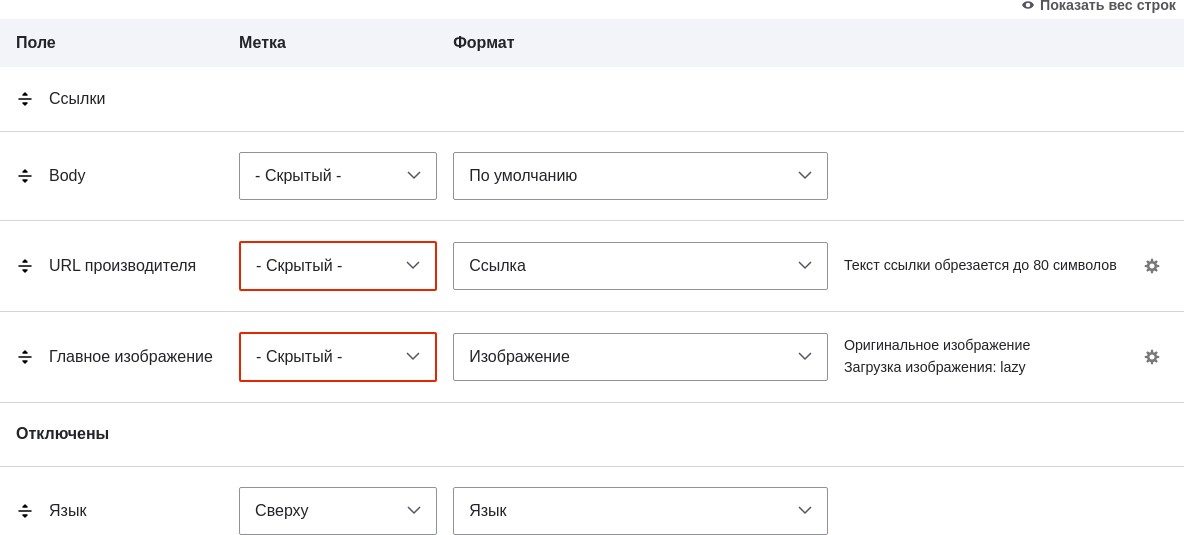 Показать вес строк
Поле Метка Формат
Ссылки
Body - Скрытый - По умолчанию
URL производителя - Скрытый - Ссылка Текст ссылки обрезается до 80 символов
Главное изображение - Скрытый - Изображение Оригинальное изображение
Загрузка изображения: lazy
Отключены
Язык Сверху Язык